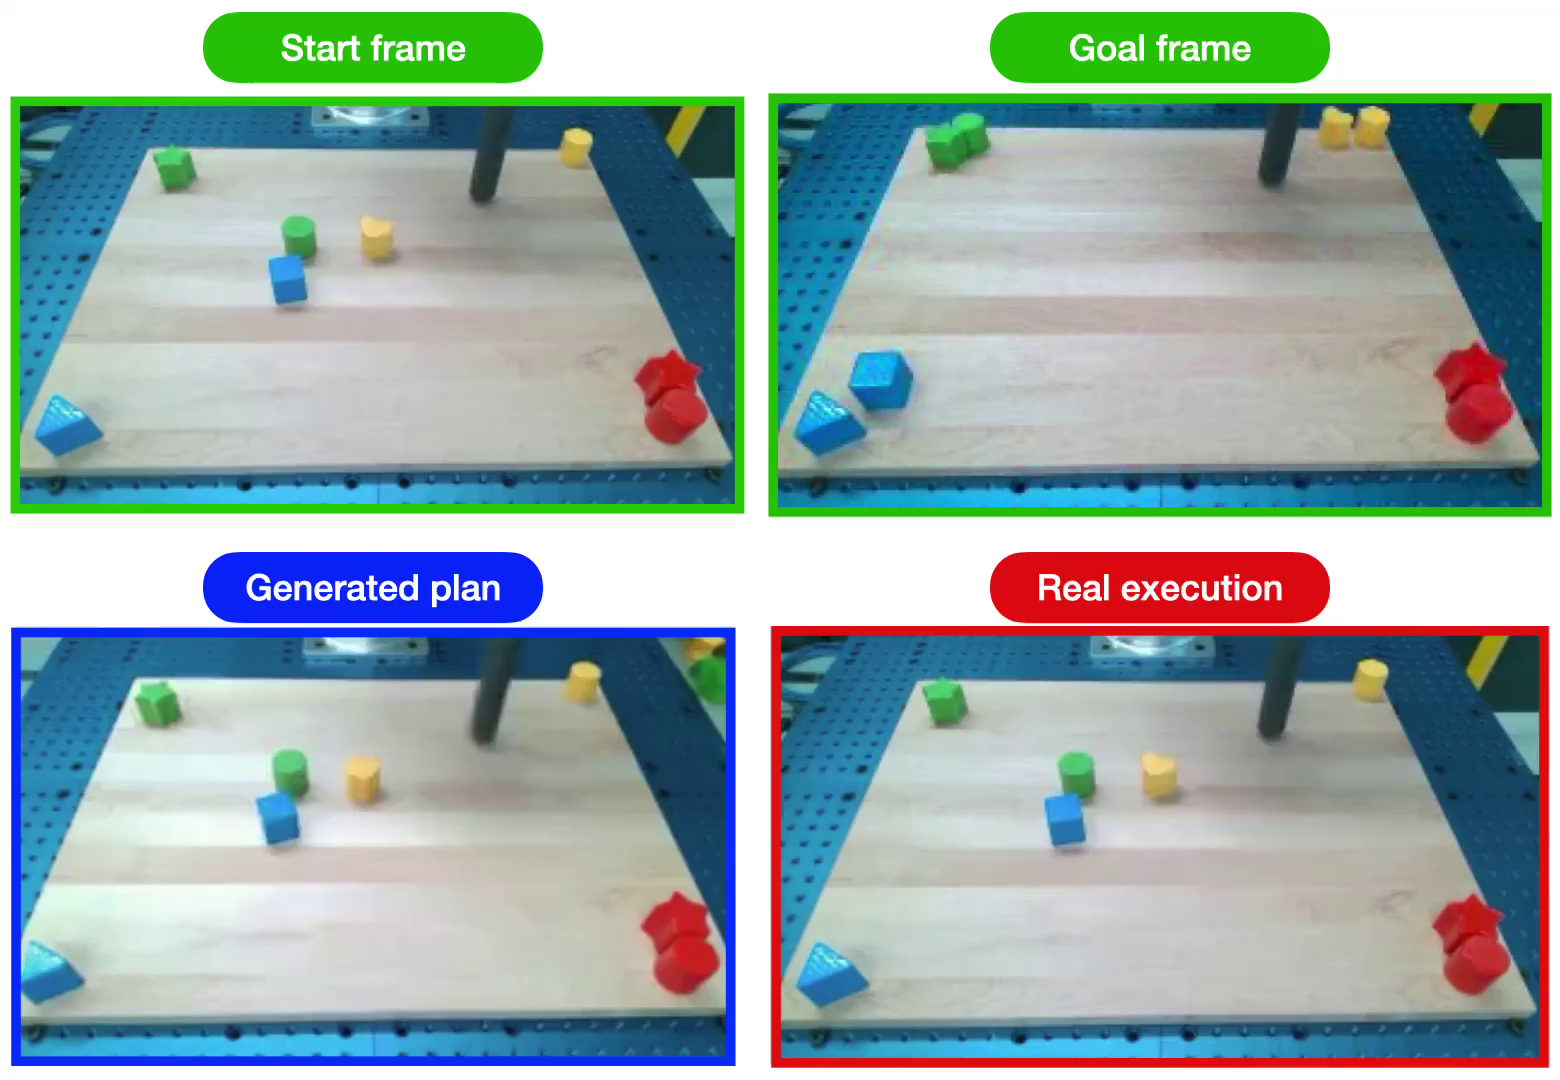 Start frame
Goal frame
Generated plan
Real execution